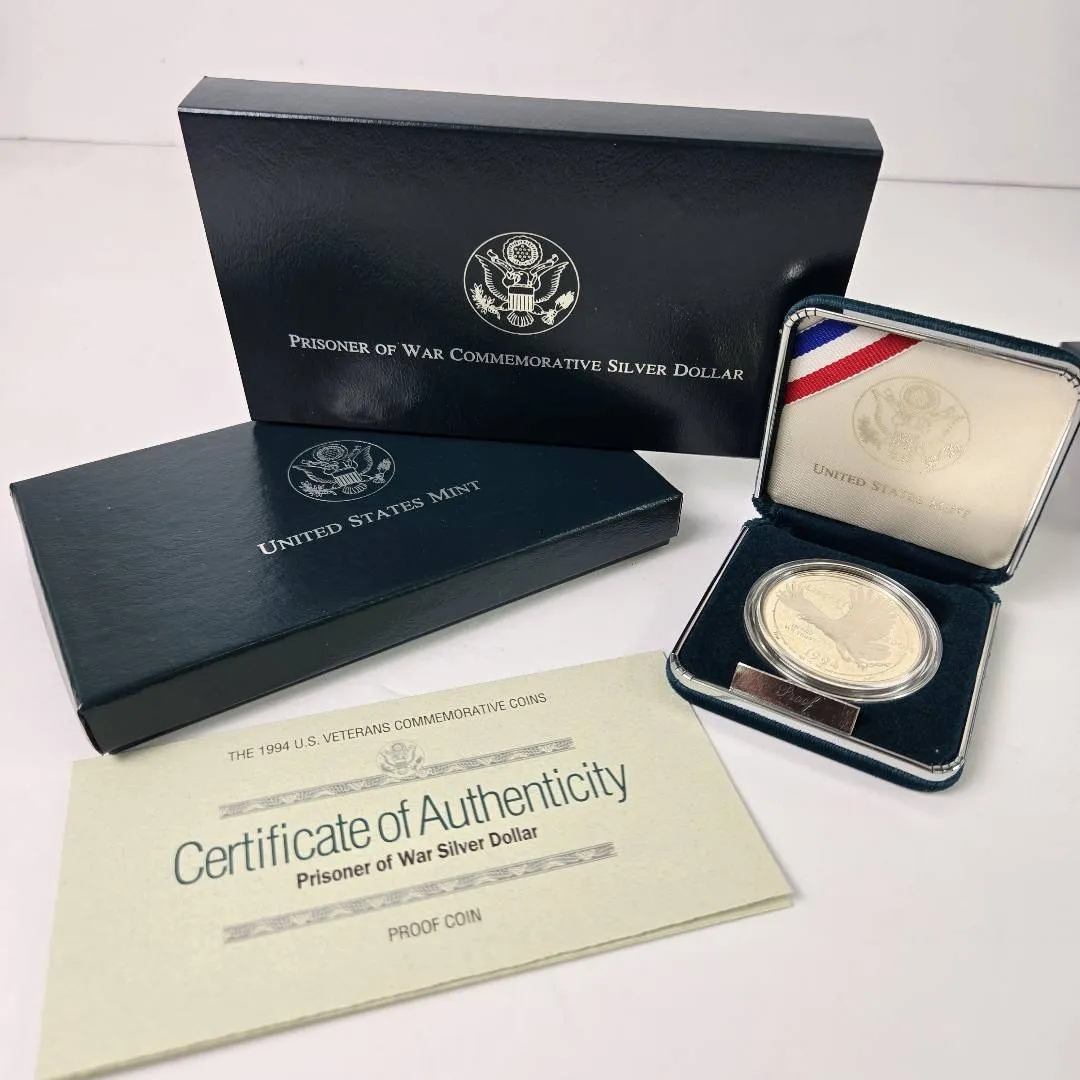 PRISONER OF WAR COMMEMORATIVE SILVER DOLLAR
UNITED STATES MINT
UNITED STATES MINT
1994
Proof
THE 1994 U.S. VETERANS COMMEMORATIVE COINS
Certificate of Authenticity
Prisoner of War Silver Dollar
PROOF COIN